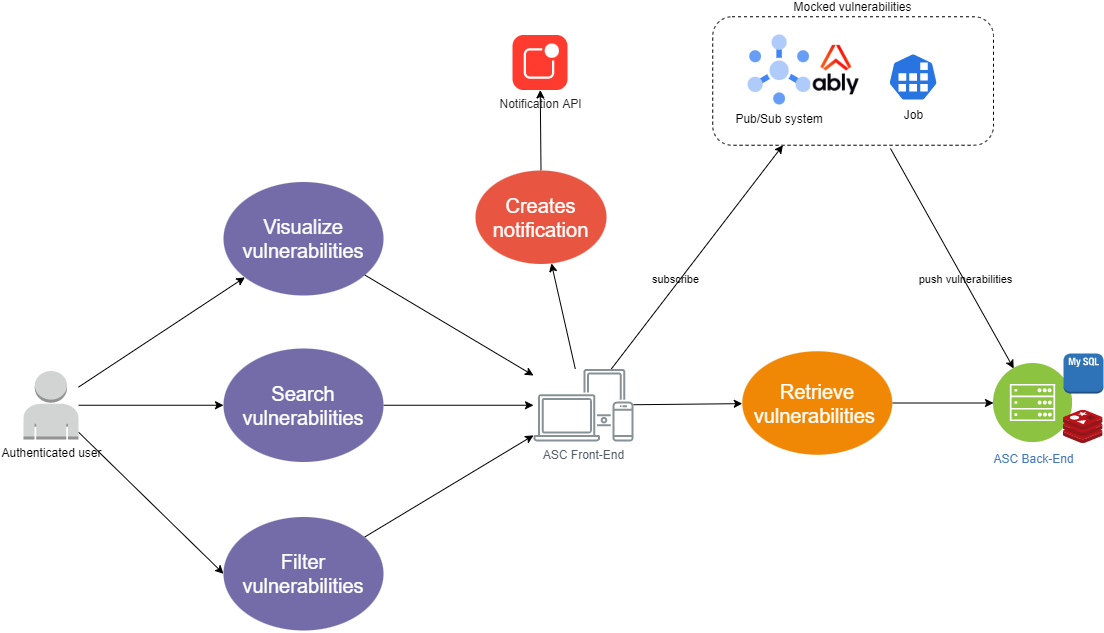 Mocked vulnerabilities
ably
Pub/Sub system
Job
Notification API
Creates
notification
Visualize
vulnerabilities
subscribe
push vulnerabilities
My SQL
Search
vulnerabilities
Retrieve
vulnerabilities
Authenticated user
ASC Front-End
ASC Back-End
Filter
vulnerabilities